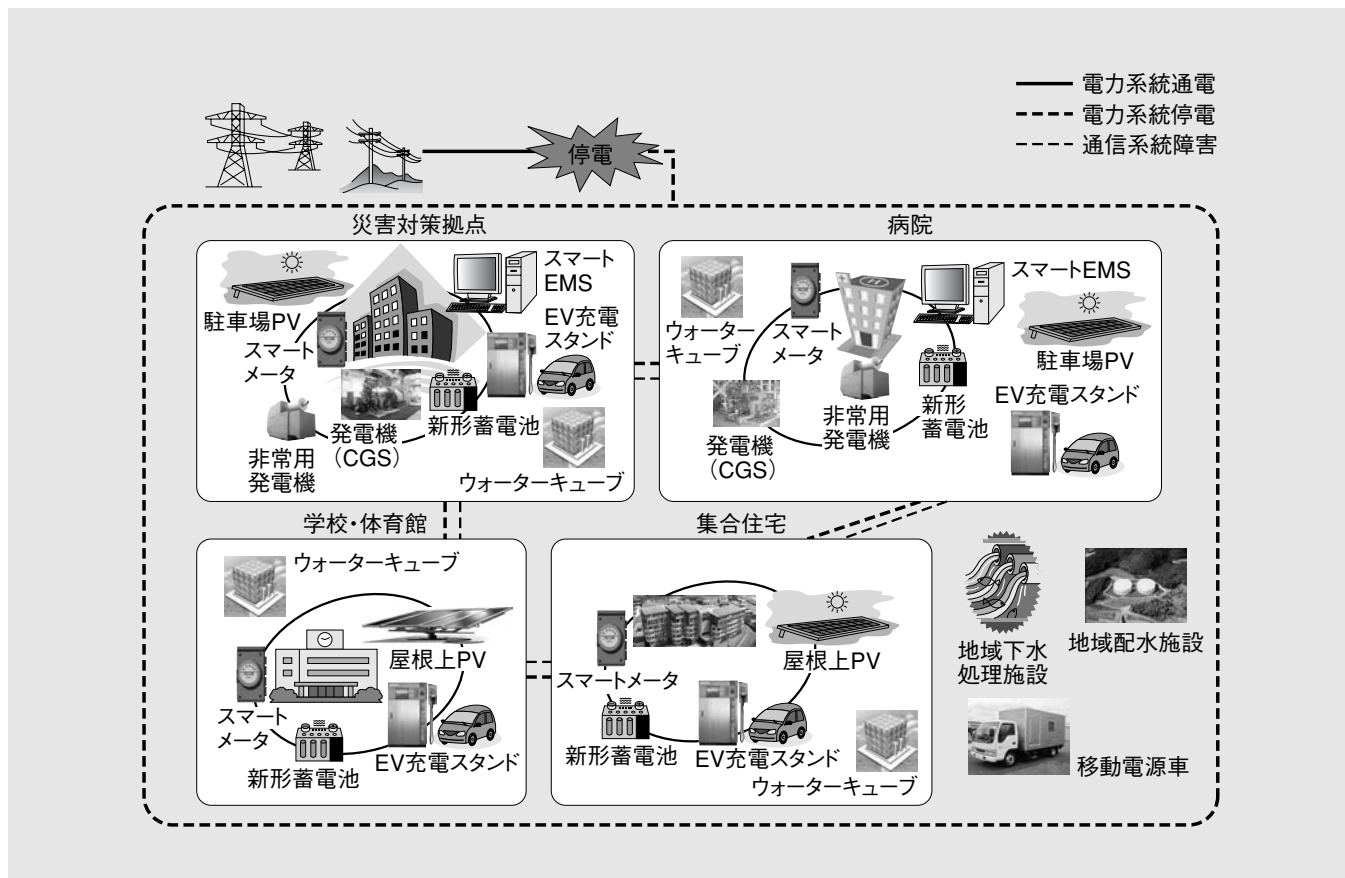 電力系統通電
電力系統停電
通信系統障害
停電
災害対策拠点
スマート
EMS
駐車場PV
スマート
メータ
EV充電
スタンド
新形蓄電池
発電機
（CGS）
非常用
発電機
ウォーターキューブ
病院
スマートEMS
ウォーター
キューブ
スマート
メータ
駐車場PV
非常用
発電機
新形
蓄電池
EV充電スタンド
発電機
（CGS）
学校・体育館
ウォーターキューブ
屋根上PV
スマート
メータ
新形蓄電池
EV充電スタンド
集合住宅
屋根上PV
スマートメータ
新形蓄電池
EV充電スタンド
ウォーターキューブ
地域下水
処理施設
地域配水施設
移動電源車